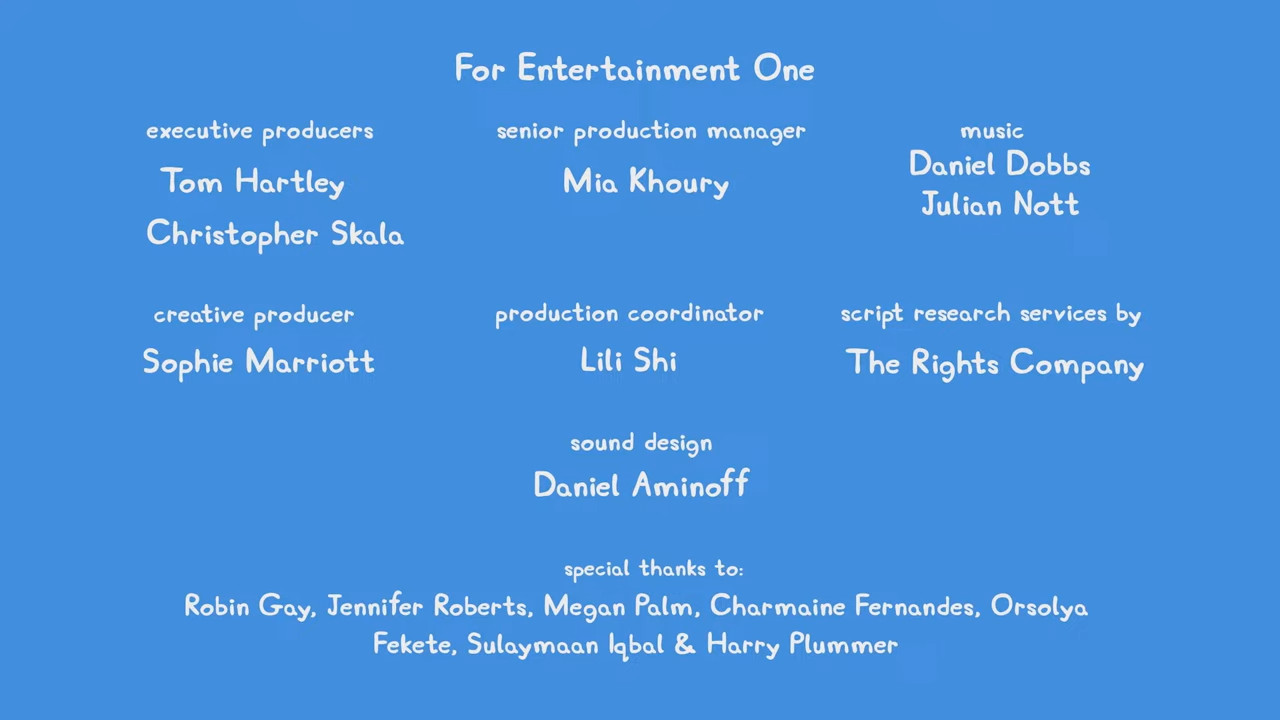 For Entertainment One
executive producers
Tom Hartley
Christopher Skala
senior production manager
Mia Khoury
music
Daniel Dobbs
Julian Nott
creative producer
Sophie Marriott
production coordinator
Lili Shi
script research services by
The Rights Company
sound design
Daniel Aminoff
special thanks to:
Robin Gay, Jennifer Roberts, Megan Palm, Charmaine Fernandes, Orsolya
Fekete, Sulaymaan Iqbal & Harry Plummer